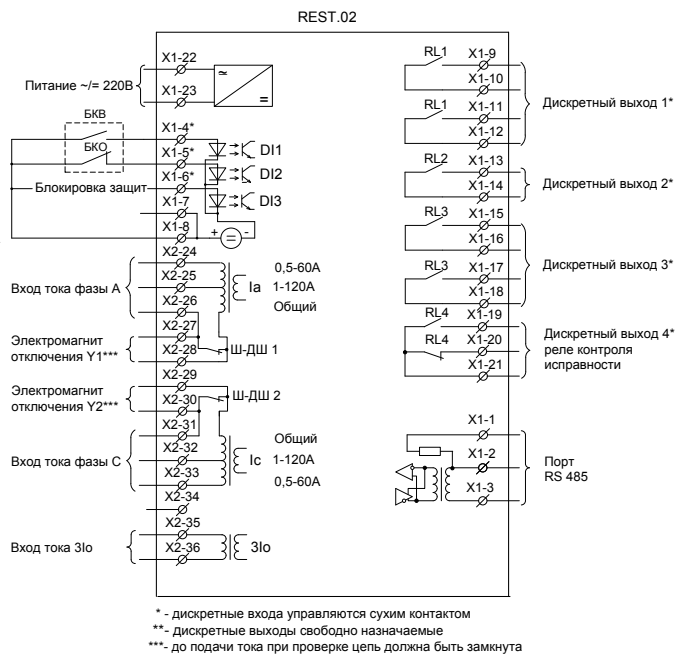 REST.02
Питание ~/= 220В
X1-22
X1-23
≃
=
БКВ
БКО
X1-4*
X1-5*
X1-6*
Блокировка защит
X1-7
X1-8
DI1
DI2
DI3
+ = -
X2-24
X2-25
X2-26
Вход тока фазы А
Ia
0,5-60А
1-120А
Общий
X2-27
X2-28
Электромагнит
отключения Y1***
Ш-ДШ 1
X2-29
X2-30
Электромагнит
отключения Y2***
Ш-ДШ 2
X2-31
X2-32
X2-33
Вход тока фазы С
Ic
Общий
1-120А
0,5-60А
X2-34
X2-35
X2-36
Вход тока 3Io
3Io
RL1
X1-9
X1-10
RL1
X1-11
X1-12
Дискретный выход 1*
RL2
X1-13
X1-14
Дискретный выход 2*
RL3
X1-15
X1-16
RL3
X1-17
X1-18
Дискретный выход 3*
RL4
X1-19
RL4
X1-20
X1-21
Дискретный выход 4*
реле контроля
исправности
X1-1
X1-2
X1-3
Порт
RS 485
* - дискретные входа управляются сухим контактом
**- дискретные выходы свободно назначаемые
***- до подачи тока при проверке цепь должна быть замкнута